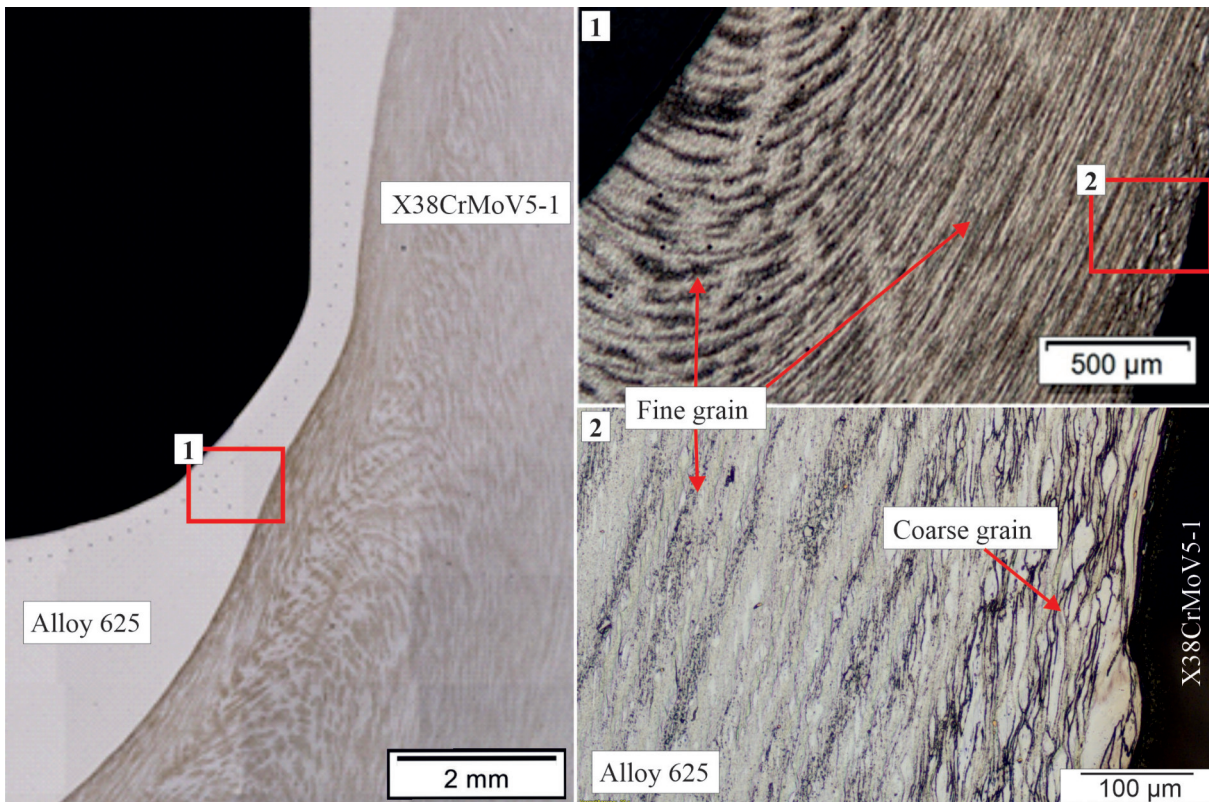 X38CrMoV5-1
1
Alloy 625
2 mm
1
2
500 µm
Fine grain
2
Coarse grain
X38CrMoV5-1
Alloy 625
100 µm